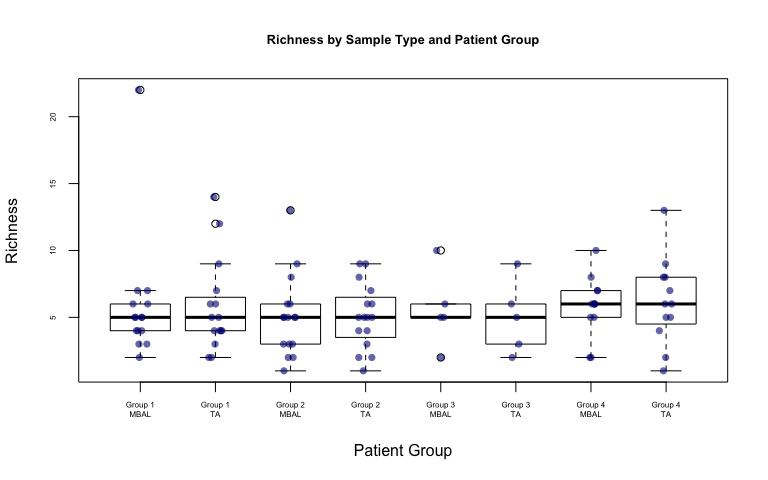 Richness by Sample Type and Patient Group
Richness
20
15
10
5
Group 1 Group 1 Group 2 Group 2 Group 3 Group 3 Group 4 Group 4
MBAL TA MBAL TA MBAL TA MBAL TA
Patient Group